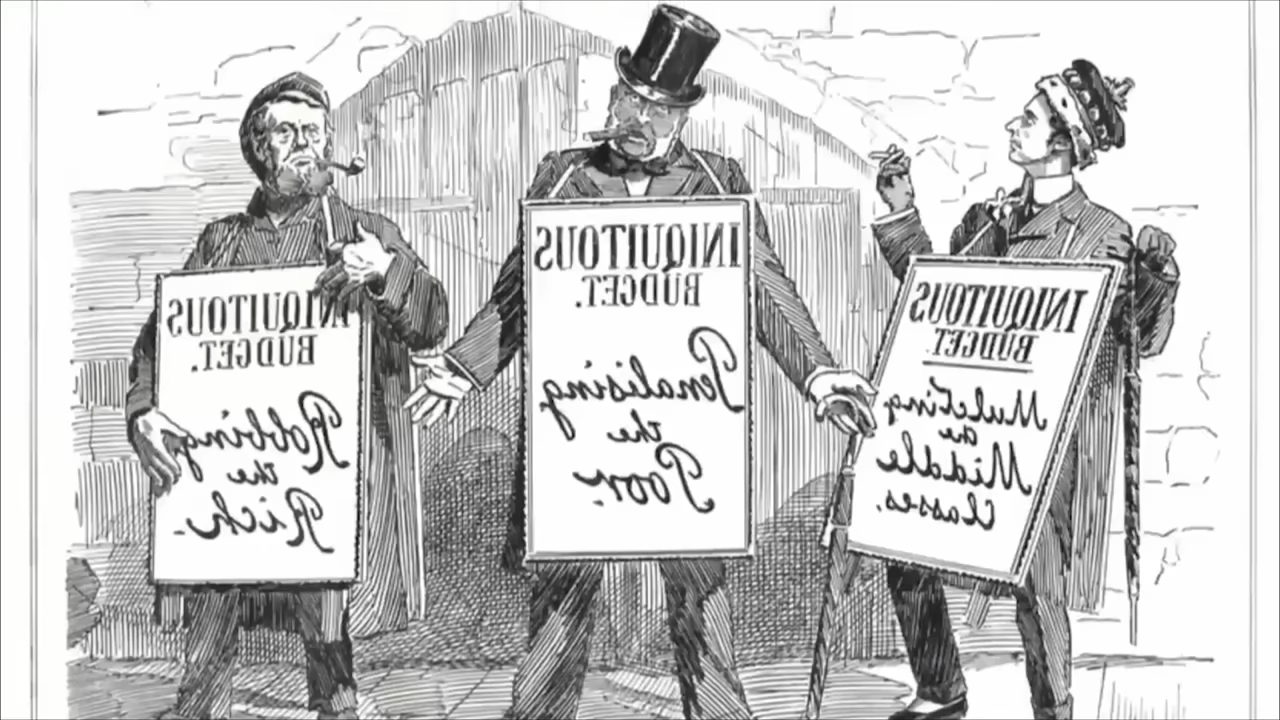 INIQUITOUS
BUDGET.
Robbing
the
Rich.
INIQUITOUS
BUDGET.
Penalising
the
Poor.
INIQUITOUS
BUDGET.
Mulcting
the
Middle
Classes.